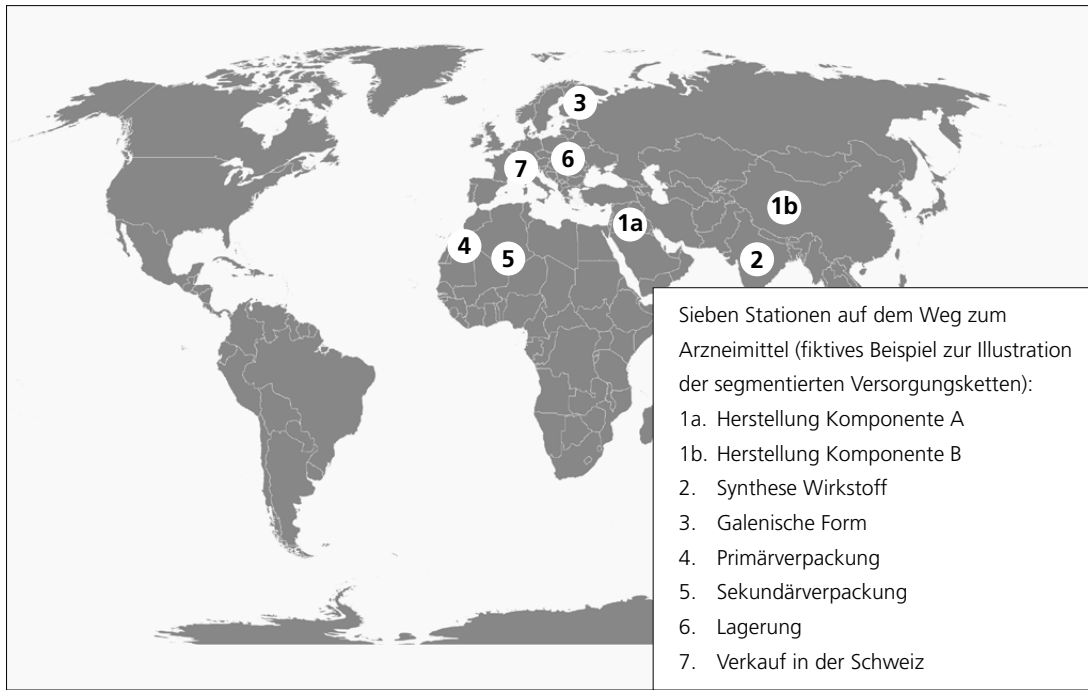 3
6
7
1b
1a
4
5
2
Sieben Stationen auf dem Weg zum
Arzneimittel (fiktives Beispiel zur Illustration
der segmentierten Versorgungsketten):
1a. Herstellung Komponente A
1b. Herstellung Komponente B
2. Synthese Wirkstoff
3. Galenische Form
4. Primärverpackung
5. Sekundärverpackung
6. Lagerung
7. Verkauf in der Schweiz